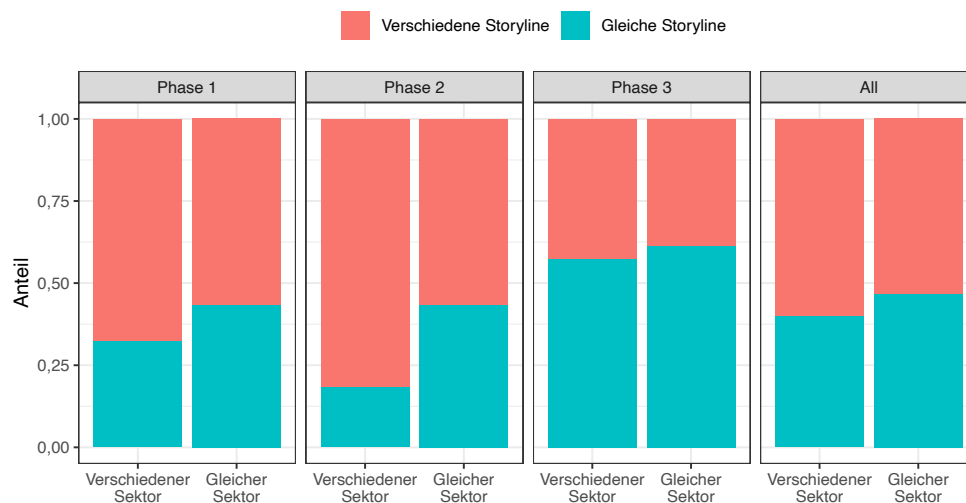 Verschiedene Storyline Gleiche Storyline
Phase 1 Phase 2 Phase 3 All
Anteil
1,00
0,75
0,50
0,25
0,00
Verschiedener Gleicher Verschiedener Gleicher Verschiedener Gleicher Verschiedener Gleicher
Sektor Sektor Sektor Sektor Sektor Sektor Sektor Sektor